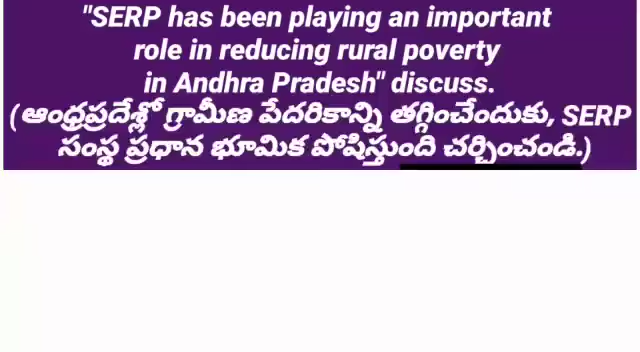 "SERP has been playing an important
role in reducing rural poverty
in Andhra Pradesh" discuss.
(ఆంధ్రప్రదేశ్లో గ్రామీణ పేదరికాన్ని తగ్గించేందుకు, SERP
సంస్థ ప్రధాన భూమిక పోషిస్తుంది చర్చించండి.)